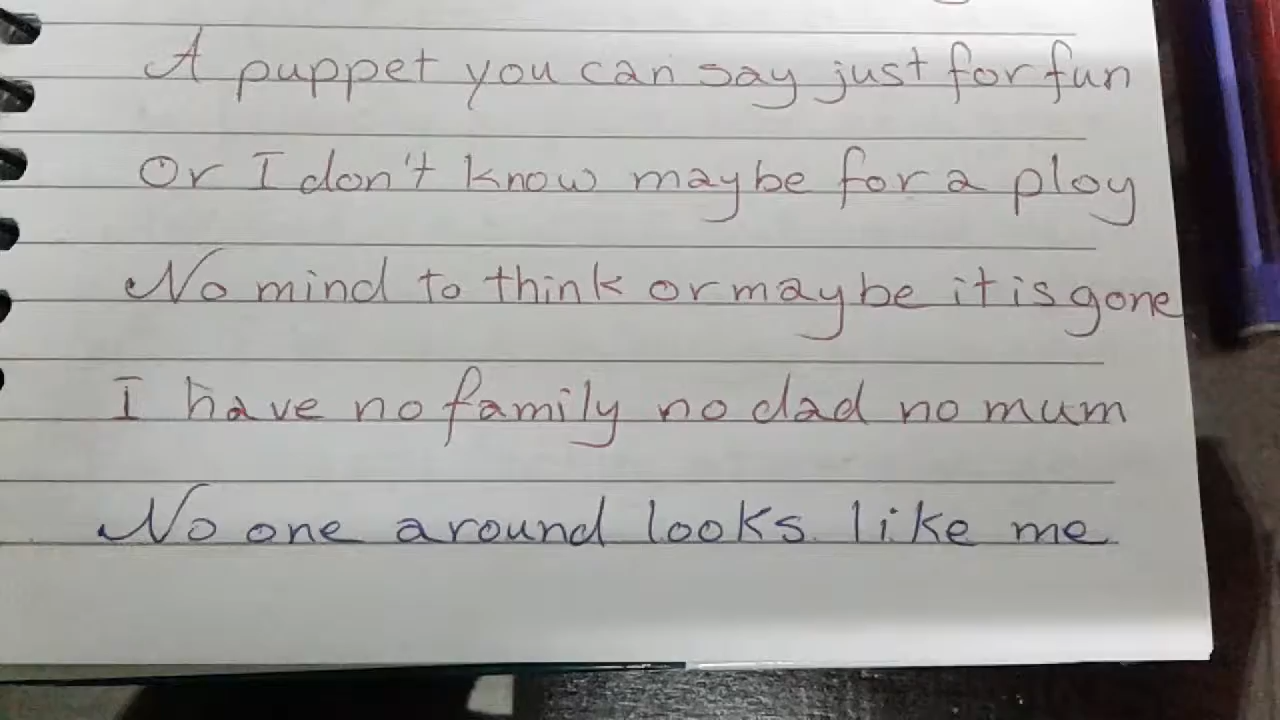 A puppet you can say just for fun
Or I don't know maybe for a ploy
No mind to think or maybe it is gone
I have no family no dad no mum
No one around looks like me